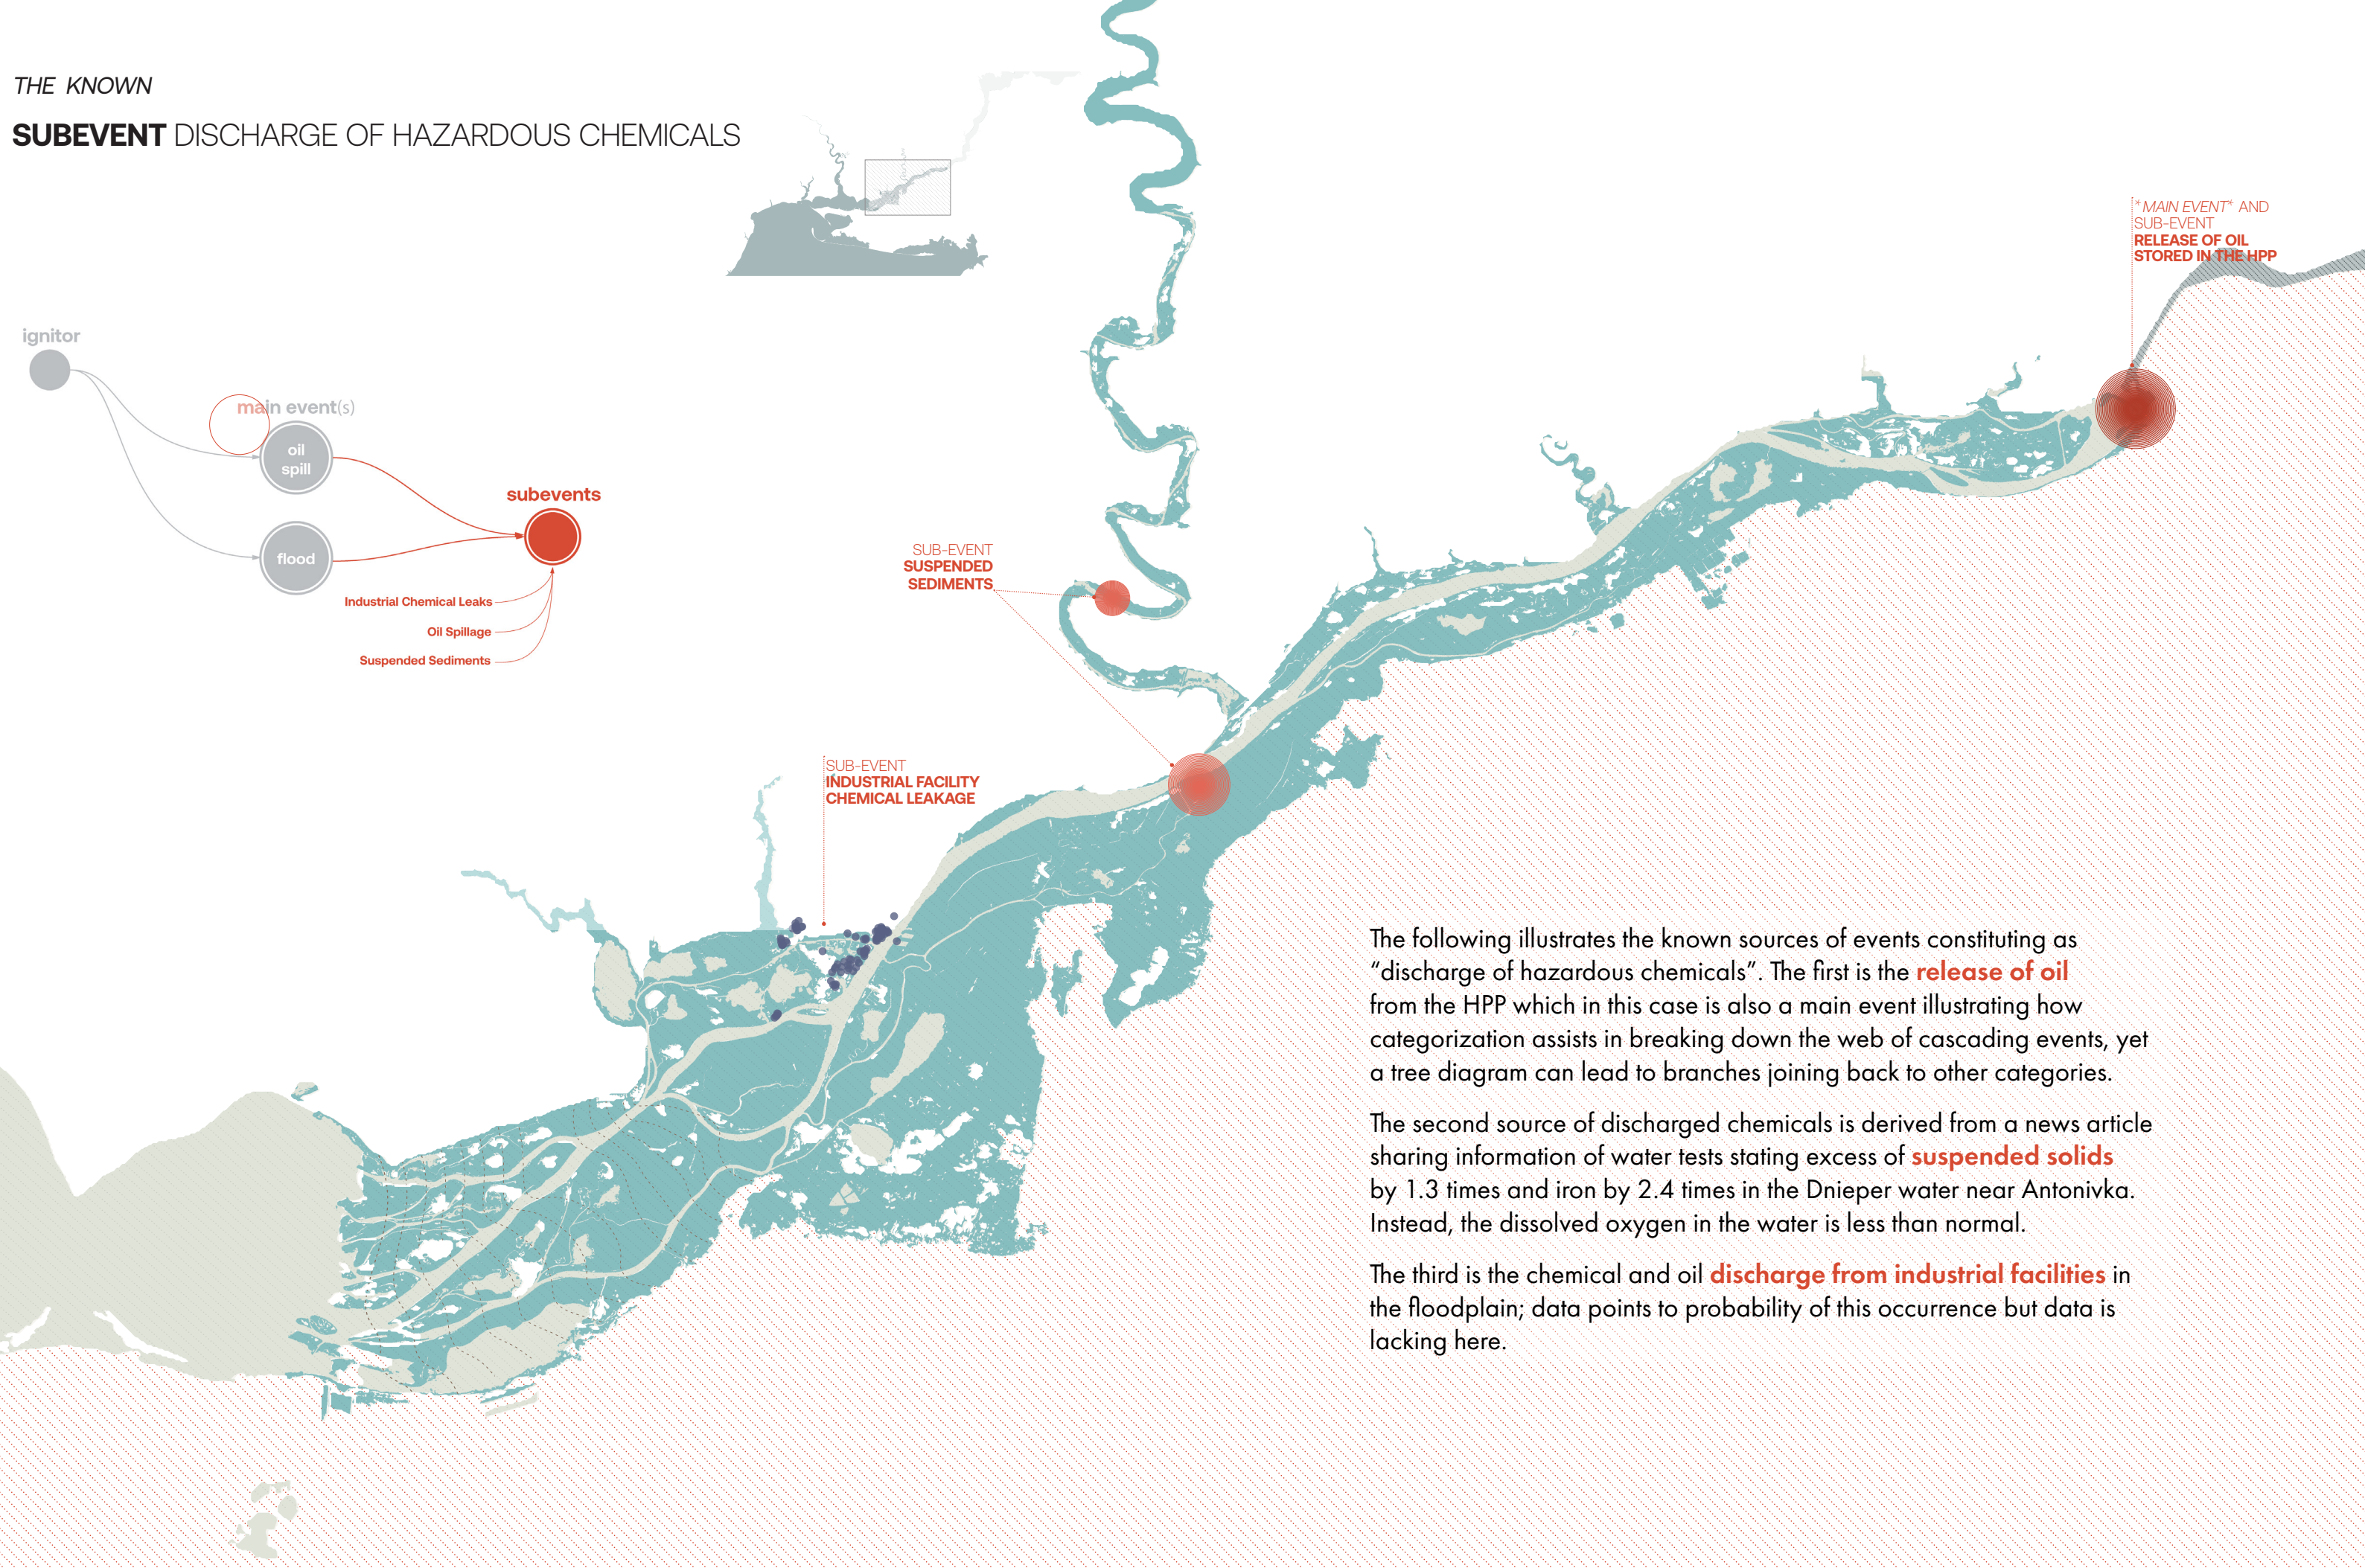 THE KNOWN
SUBEVENT DISCHARGE OF HAZARDOUS CHEMICALS
ignitor
main event(s)
oil
spill
flood
subevents
Industrial Chemical Leaks
Oil Spillage
Suspended Sediments
*MAIN EVENT* AND
SUB-EVENT
RELEASE OF OIL
STORED IN THE HPP
SUB-EVENT
SUSPENDED
SEDIMENTS
SUB-EVENT
INDUSTRIAL FACILITY
CHEMICAL LEAKAGE
The following illustrates the known sources of events constituting as
“discharge of hazardous chemicals”. The first is the release of oil
from the HPP which in this case is also a main event illustrating how
categorization assists in breaking down the web of cascading events, yet
a tree diagram can lead to branches joining back to other categories.
The second source of discharged chemicals is derived from a news article
sharing information of water tests stating excess of suspended solids
by 1.3 times and iron by 2.4 times in the Dnieper water near Antonivka.
Instead, the dissolved oxygen in the water is less than normal.
The third is the chemical and oil discharge from industrial facilities in
the floodplain; data points to probability of this occurrence but data is
lacking here.